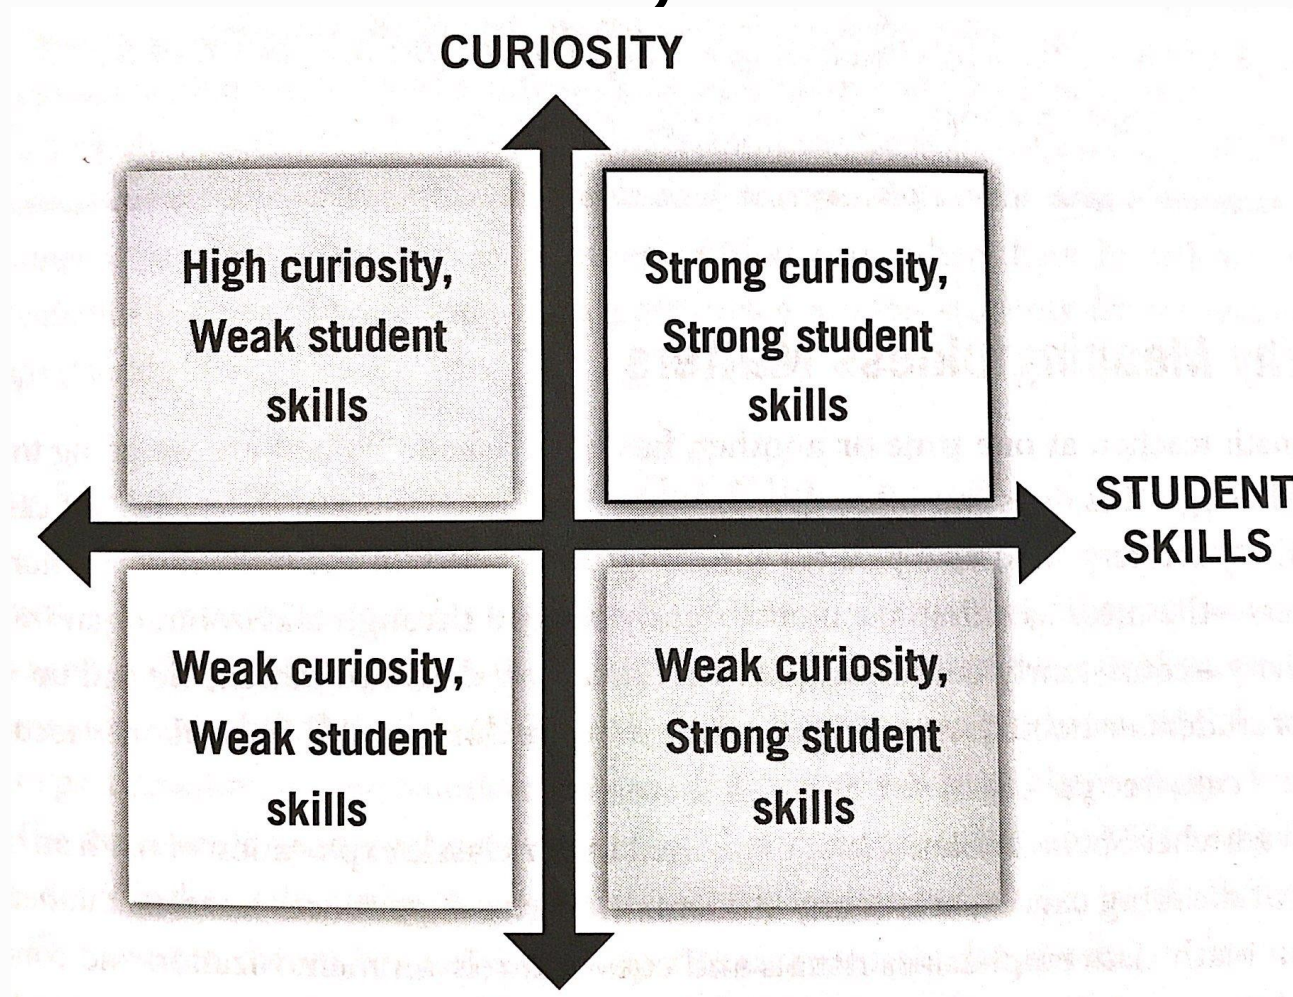 CURIOSITY
High curiosity,
Weak student
skills
Strong curiosity,
Strong student
skills
STUDENT
SKILLS
Weak curiosity,
Weak student
skills
Weak curiosity,
Strong student
skills